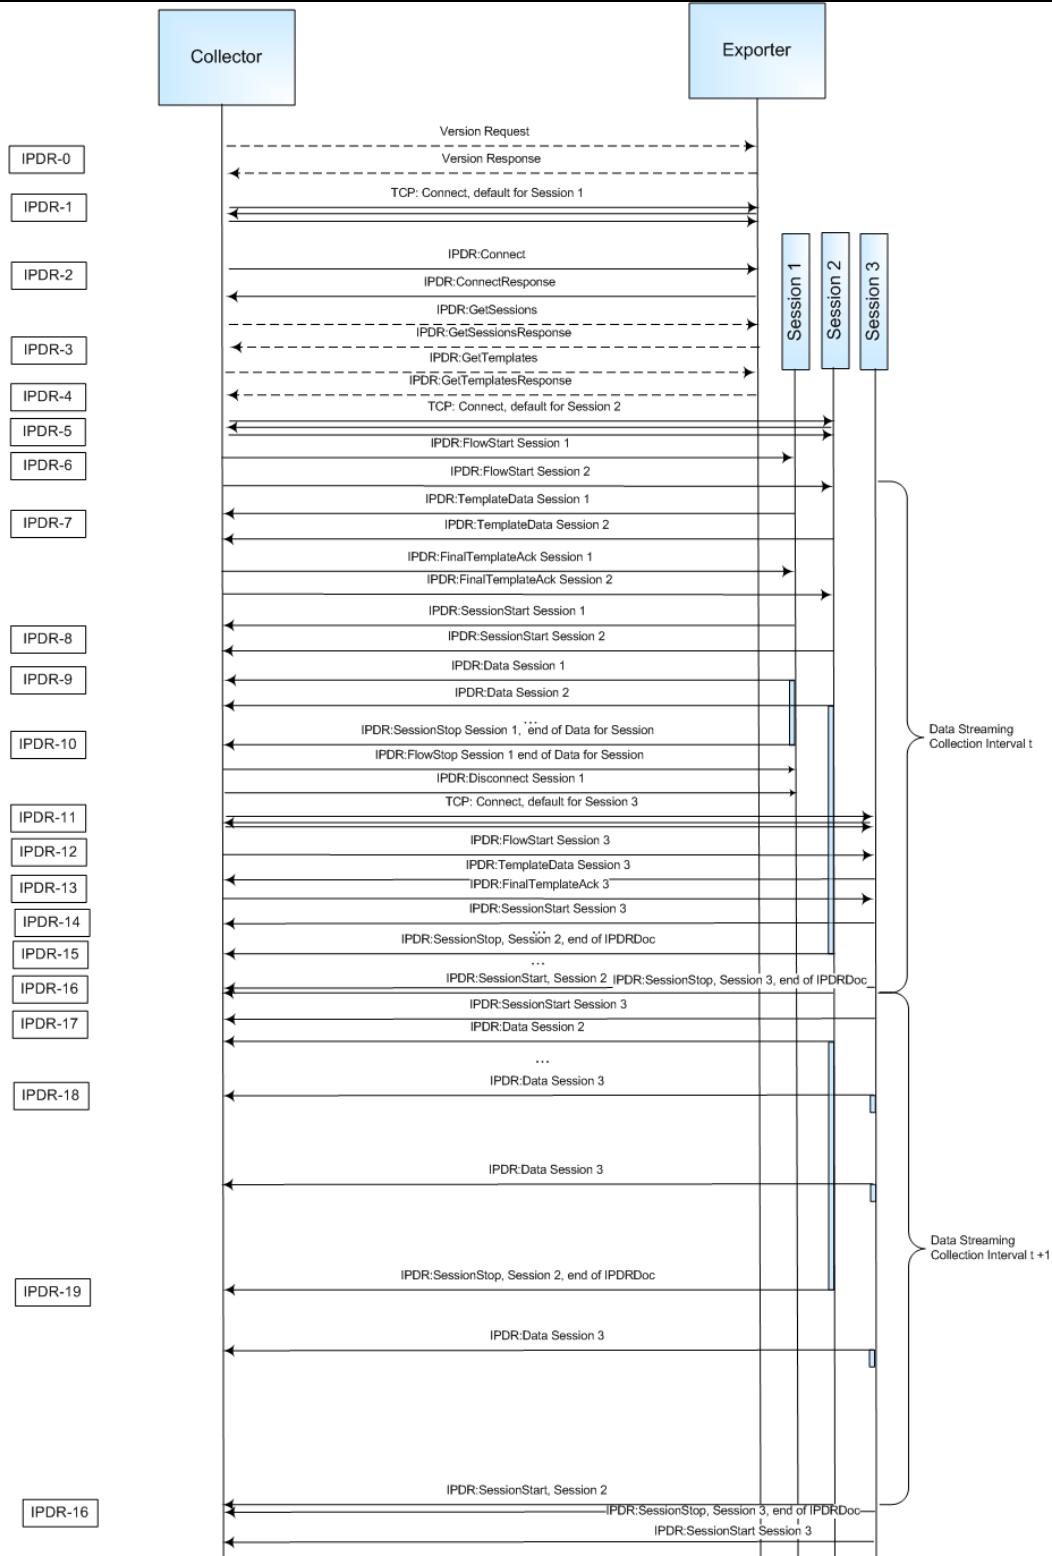 Collector
Exporter
Version Request
IPDR-0
Version Response
TCP: Connect, default for Session 1
IPDR-1
Session 1
Session 2
Session 3
IPDR:Connect
IPDR-2
IPDR:ConnectResponse
IPDR:GetSessions
IPDR:GetSessionsResponse
IPDR-3
IPDR:GetTemplates
IPDR:GetTemplatesResponse
IPDR-4
TCP: Connect, default for Session 2
IPDR-5
IPDR:FlowStart Session 1
IPDR-6
IPDR:FlowStart Session 2
IPDR:TemplateData Session 1
IPDR-7
IPDR:TemplateData Session 2
IPDR:FinalTemplateAck Session 1
IPDR:FinalTemplateAck Session 2
IPDR:SessionStart Session 1
IPDR-8
IPDR:SessionStart Session 2
IPDR:Data Session 1
IPDR-9
IPDR:Data Session 2
...
IPDR:SessionStop Session 1, end of Data for Session
Data Streaming
Collection Interval t
IPDR-10
IPDR:FlowStop Session 1 end of Data for Session
IPDR:Disconnect Session 1
TCP: Connect, default for Session 3
IPDR-11
IPDR:FlowStart Session 3
IPDR-12
IPDR:TemplateData Session 3
IPDR-13
IPDR:FinalTemplateAck 3
IPDR:SessionStart Session 3
IPDR-14
...
IPDR:SessionStop, Session 2, end of IPDRDoc
IPDR-15
...
IPDR:SessionStart, Session 2
IPDR:SessionStop, Session 3, end of IPDRDoc
IPDR-16
IPDR:SessionStart Session 3
IPDR-17
IPDR:Data Session 2
...
IPDR:Data Session 3
IPDR-18
IPDR:Data Session 3
Data Streaming
Collection Interval t +1
IPDR:SessionStop, Session 2, end of IPDRDoc
IPDR-19
IPDR:Data Session 3
IPDR:SessionStart, Session 2
IPDR-16
IPDR:SessionStop, Session 3, end of IPDRDoc
IPDR:SessionStart Session 3